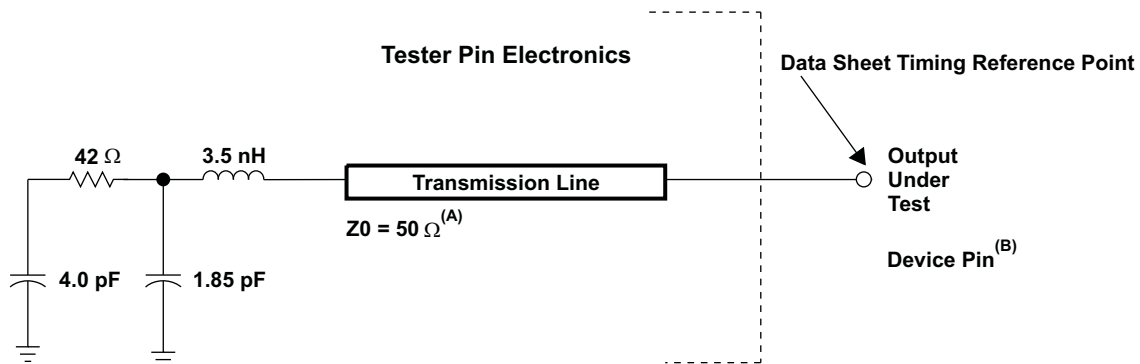 Tester Pin Electronics
Data Sheet Timing Reference Point
42 Ω
3.5 nH
Transmission Line
Output
Under
Test
Z0 = 50 Ω(A)
Device Pin(B)
4.0 pF
1.85 pF